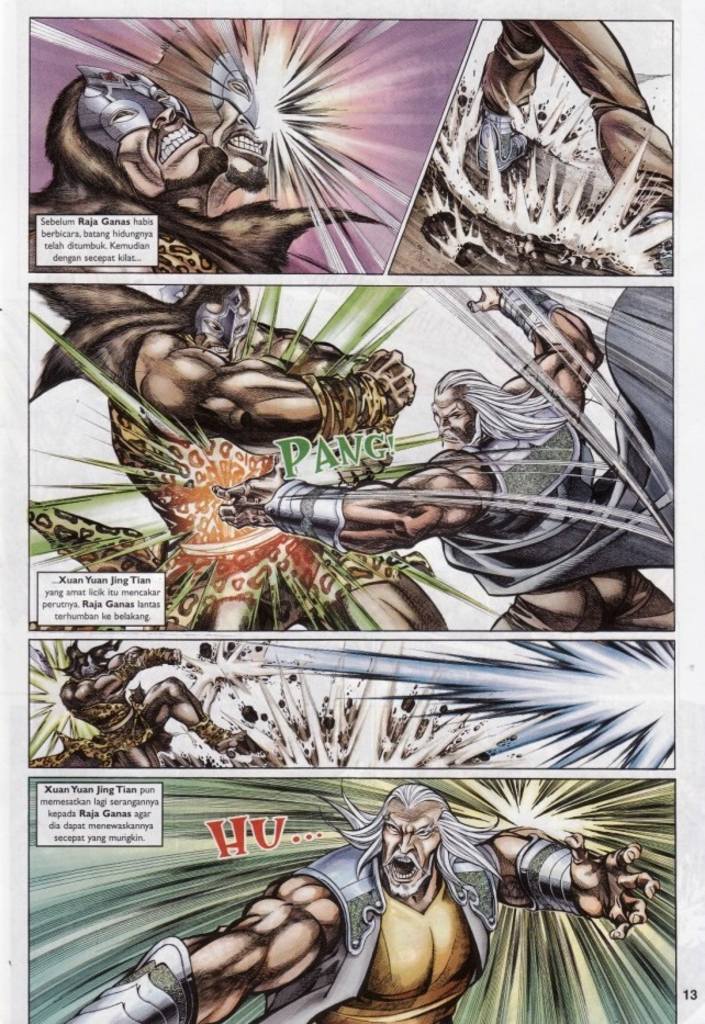 Sebelum Raja Ganas habis
berbicara, batang hidungnya
telah ditumbuk. Kemudian
dengan secepat kilat...
PANG!
...Xuan Yuan Jing Tian
yang amat licik itu mencakar
perutnya. Raja Ganas lantas
terhumban ke belakang.
Xuan Yuan Jing Tian pun
memesatkan lagi serangannya
kepada Raja Ganas agar
dia dapat menewaskannya
secepat yang mungkin.
HU...
13